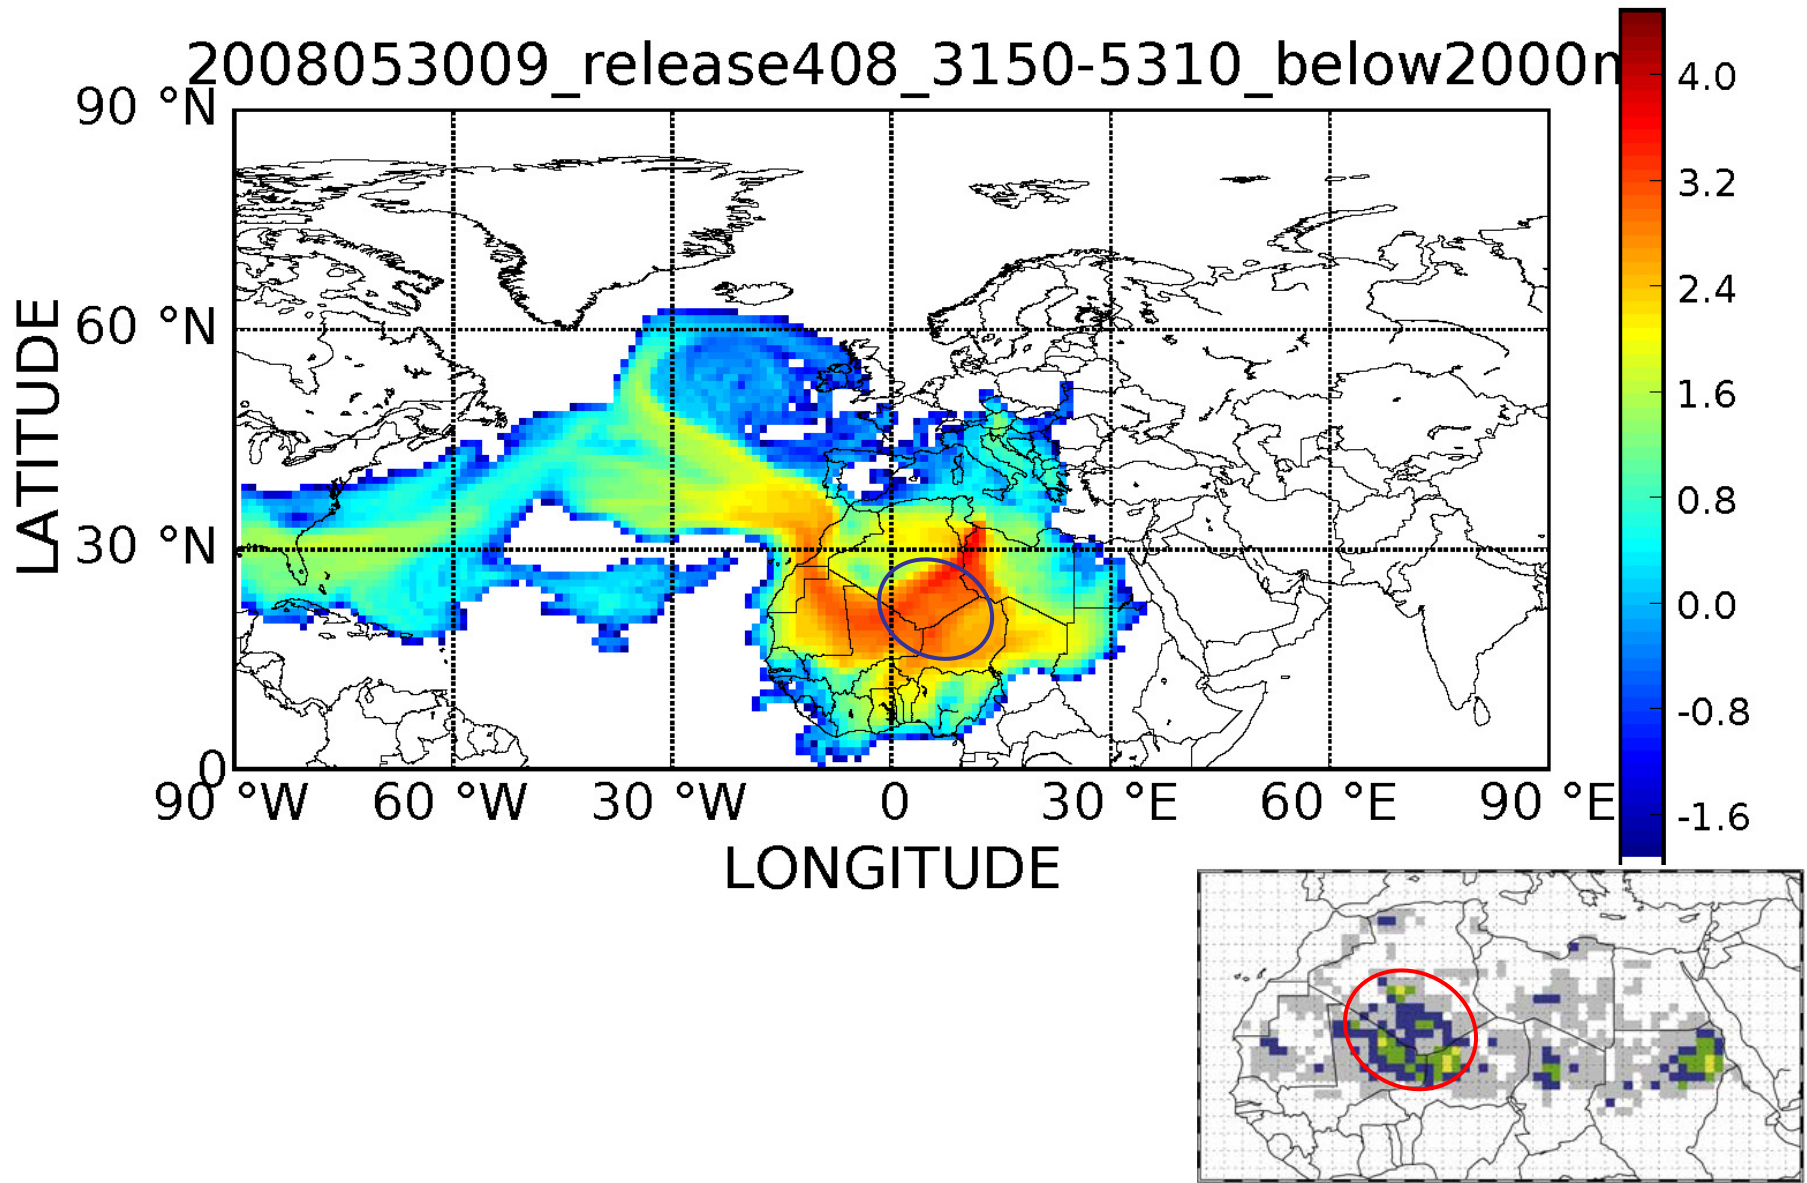 2008053009_release408_3150-5310_below2000m
90 °N
60 °N
30 °N
0
LATITUDE
90 °W 60 °W 30 °W 0 30 °E 60 °E 90 °E
LONGITUDE
4.0
3.2
2.4
1.6
0.8
0.0
-0.8
-1.6